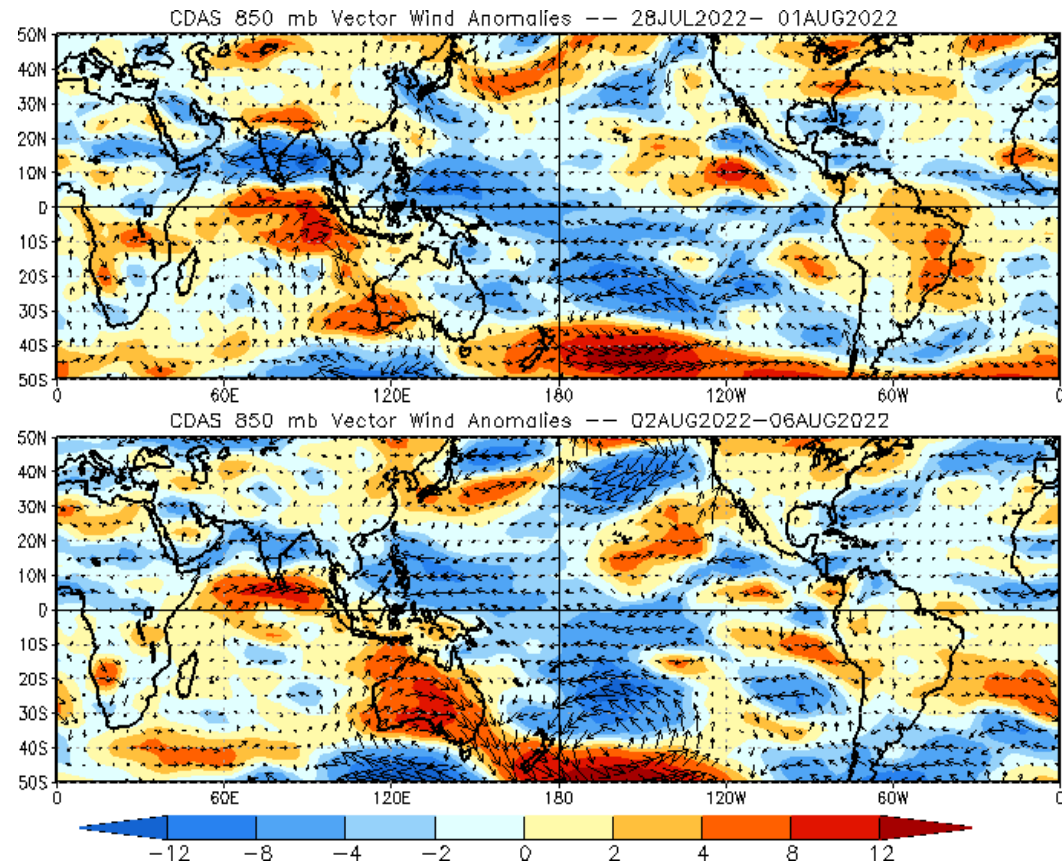 CDAS 850 mb Vector Wind Anomalies -- 28JUL2022- 01AUG2022
50N
40N
30N
20N
10N
0
10S
20S
30S
40S
50S
0 60E 120E 180 120W 60W 0
CDAS 850 mb Vector Wind Anomalies -- 02AUG2022-06AUG2022
50N
40N
30N
20N
10N
0
10S
20S
30S
40S
50S
0 60E 120E 180 120W 60W 0
-12 -8 -4 -2 0 2 4 8 12